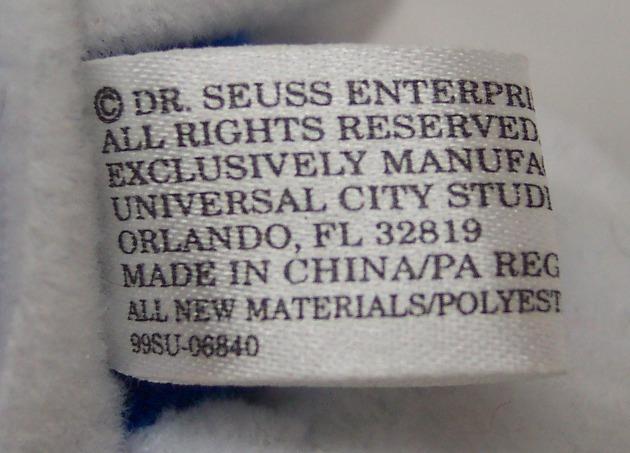 © DR. SEUSS ENTERPRI
ALL RIGHTS RESERVED
EXCLUSIVELY MANUFA
UNIVERSAL CITY STUDI
ORLANDO, FL 32819
MADE IN CHINA/PA REG
ALL NEW MATERIALS/POLYEST
99SU-06840